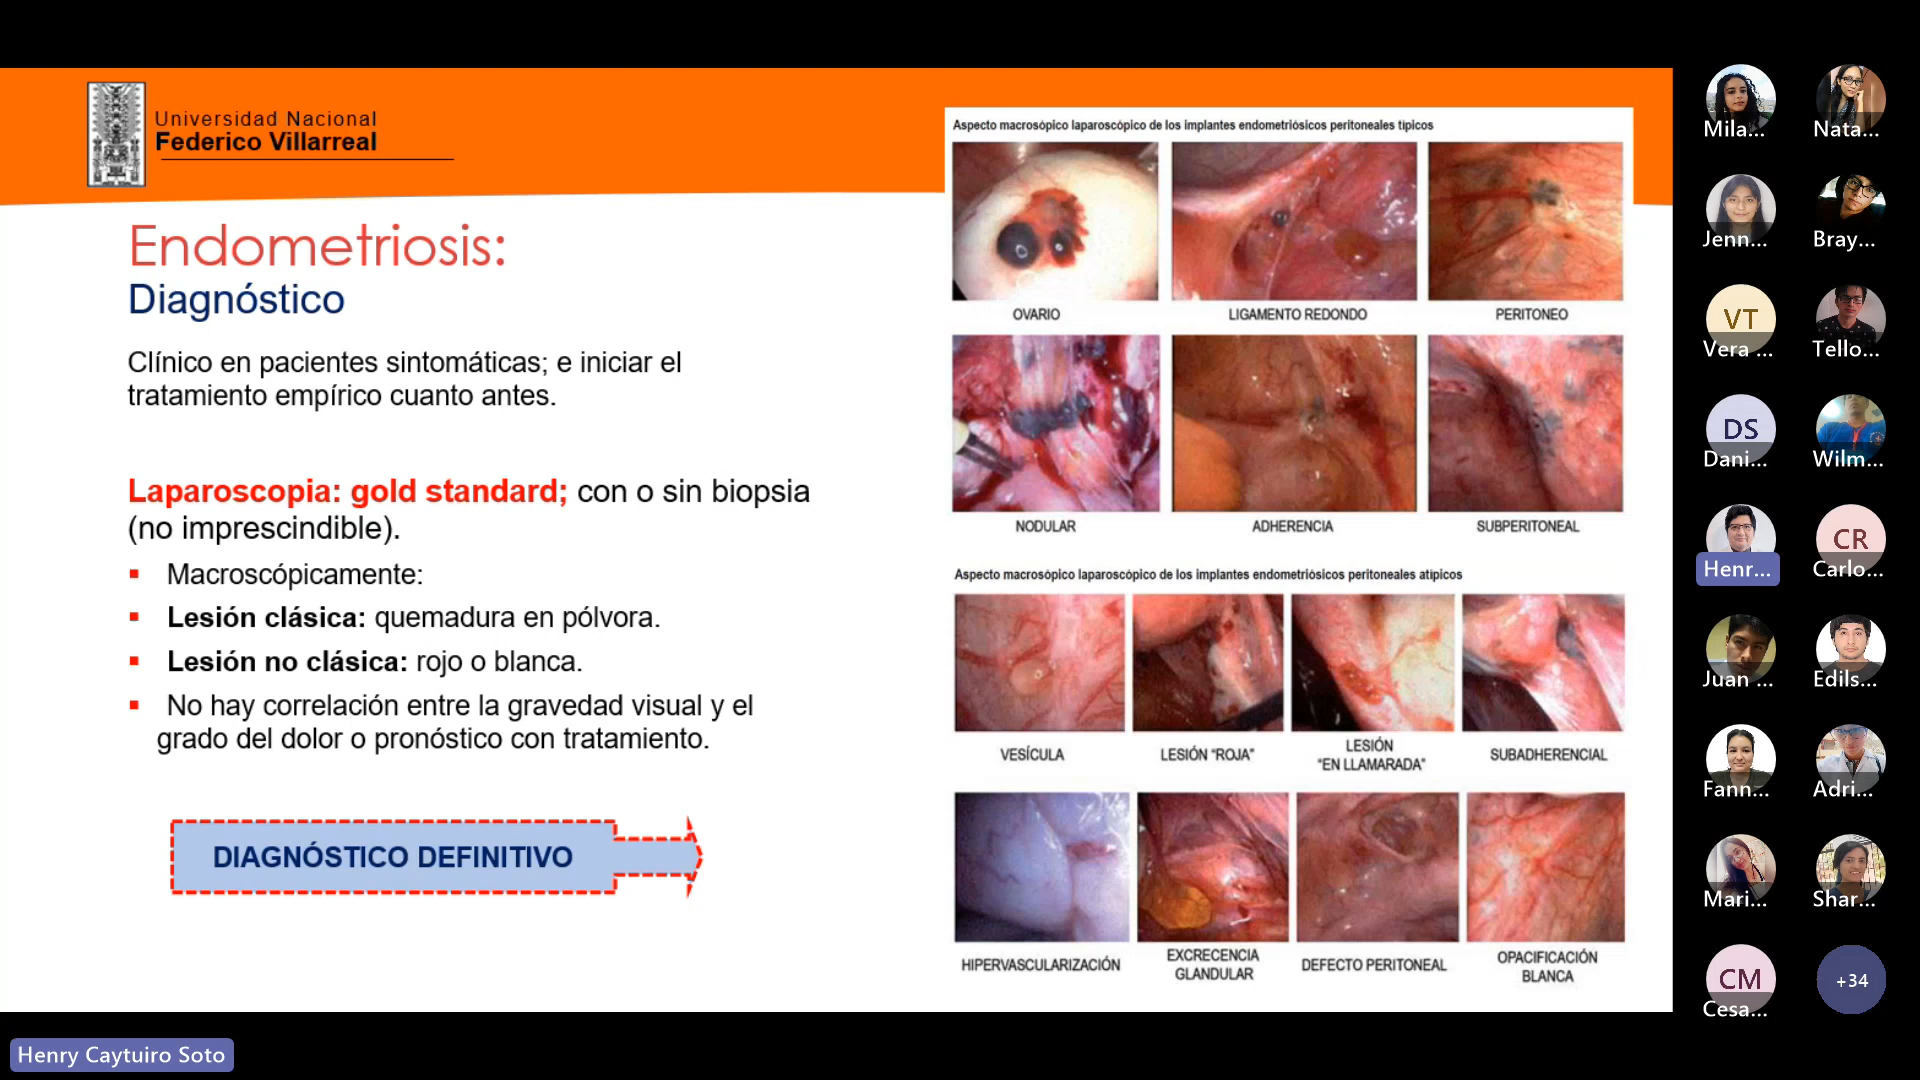 Universidad Nacional
Federico Villarreal
Endometriosis:
Diagnóstico
Clínico en pacientes sintomáticas; e iniciar el
tratamiento empírico cuanto antes.
Laparoscopia: gold standard; con o sin biopsia
(no imprescindible).
Macroscópicamente:
Lesión clásica: quemadura en pólvora.
Lesión no clásica: rojo o blanca.
No hay correlación entre la gravedad visual y el
grado del dolor o pronóstico con tratamiento.
DIAGNÓSTICO DEFINITIVO
Aspecto macrosópico laparoscópico de los implantes endometriósicos peritoneales típicos
OVARIO
LIGAMENTO REDONDO
PERITONEO
NODULAR
ADHERENCIA
SUBPERITONEAL
Aspecto macrosópico laparoscópico de los implantes endometriósicos peritoneales atípicos
VESÍCULA
LESIÓN “ROJA”
LESIÓN
“EN LLAMARADA”
SUBADHERENCIAL
HIPERVASCULARIZACIÓN
EXCRECENCIA
GLANDULAR
DEFECTO PERITONEAL
OPACIFICACIÓN
BLANCA
Mila...
Nata...
Jenn...
Bray...
VT
Vera ...
Tello...
DS
Dani...
Wilm...
Henr...
CR
Carlo...
Juan ...
Edils...
Fann...
Adri...
Mari...
Shar...
CM
Cesa...
+34
Henry Caytuiro Soto